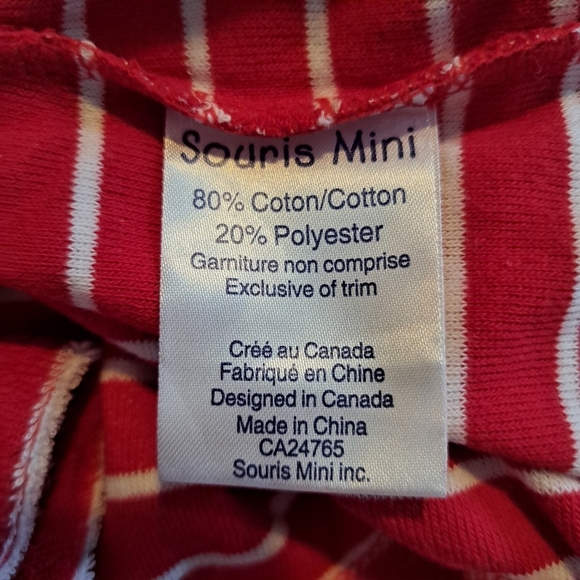 Souris Mini
80% Coton/Cotton
20% Polyester
Garniture non comprise
Exclusive of trim
Créé au Canada
Fabriqué en Chine
Designed in Canada
Made in China
CA24765
Souris Mini inc.